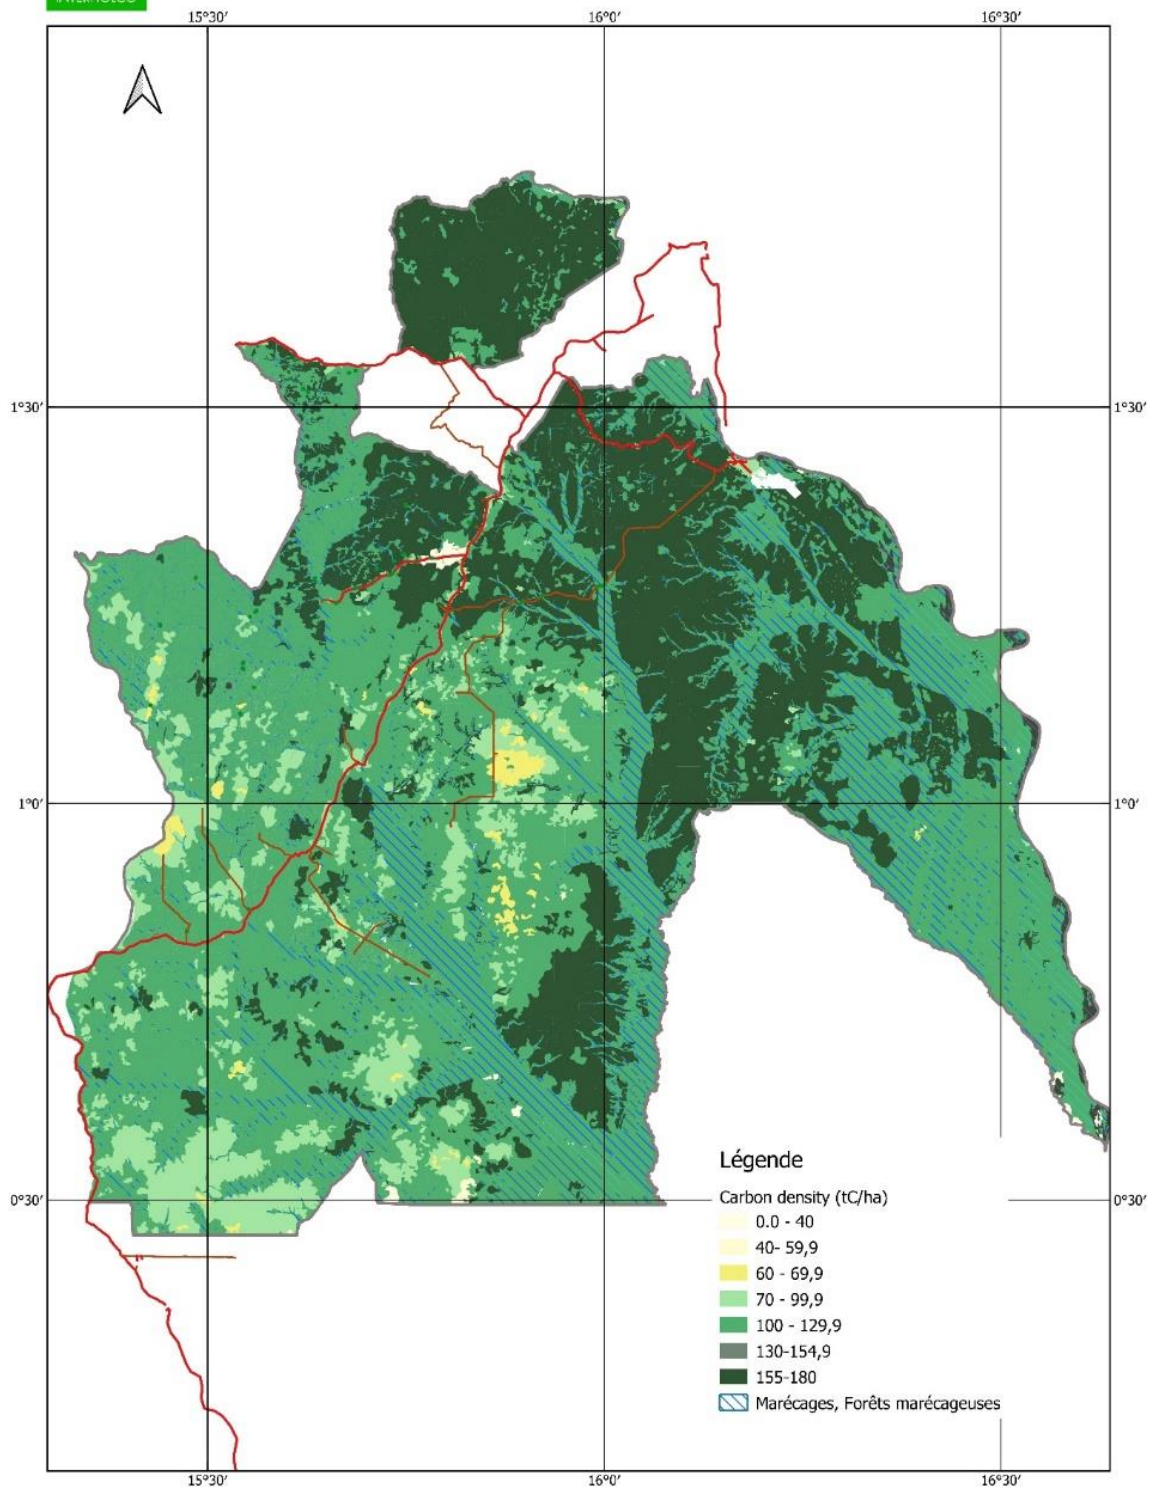 15°30′ 16°0′ 16°30′
1°30′ 1°30′
1°0′ 1°0′
Légende
Carbon density (tC/ha)
0.0 - 40
40- 59,9
60 - 69,9
70 - 99,9
100 - 129,9
130-154,9
155-180
Marécages, Forêts marécageuses
0°30′ 0°30′
15°30′ 16°0′ 16°30′